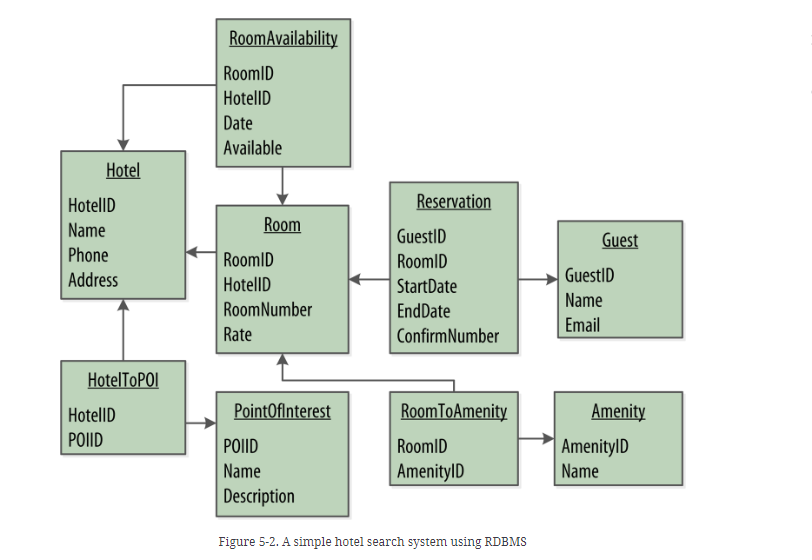 RoomAvailability
RoomID
HotelID
Date
Available
Hotel
HotelID
Name
Phone
Address
Room
RoomID
HotelID
RoomNumber
Rate
Reservation
GuestID
RoomID
StartDate
EndDate
ConfirmNumber
Guest
GuestID
Name
Email
HotelToPOI
HotelID
POIID
PointOfInterest
POIID
Name
Description
RoomToAmenity
RoomID
AmenityID
Amenity
AmenityID
Name
Figure 5-2. A simple hotel search system using RDBMS